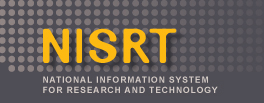 NISRT
NATIONAL INFORMATION SYSTEM
FOR RESEARCH AND TECHNOLOGY